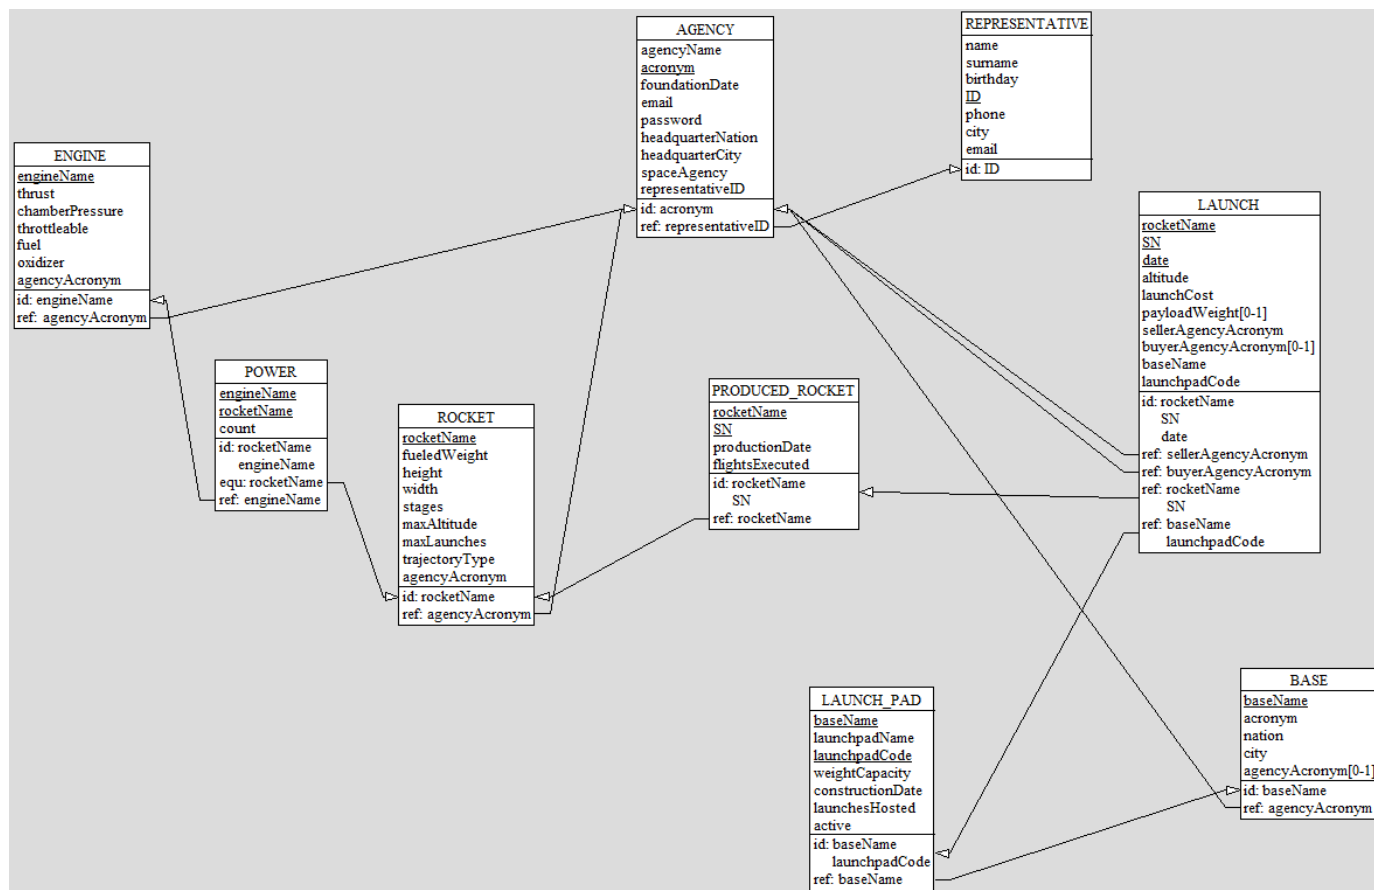 AGENCY
agencyName
acronym
foundationDate
email
password
headquarterNation
headquarterCity
spaceAgency
representativeID
id: acronym
ref: representativeID
REPRESENTATIVE
name
surname
birthday
ID
phone
city
email
id: ID
ENGINE
engineName
thrust
chamberPressure
throttleable
fuel
oxidizer
agencyAcronym
id: engineName
ref: agencyAcronym
LAUNCH
rocketName
SN
date
altitude
launchCost
payloadWeight[0-1]
sellerAgencyAcronym
buyerAgencyAcronym[0-1]
baseName
launchpadCode
id: rocketName
SN
date
ref: sellerAgencyAcronym
ref: buyerAgencyAcronym
ref: rocketName
SN
ref: baseName
launchpadCode
POWER
engineName
rocketName
count
id: rocketName
engineName
equ: rocketName
ref: engineName
ROCKET
rocketName
fueledWeight
height
width
stages
maxAltitude
maxLaunches
trajectoryType
agencyAcronym
id: rocketName
ref: agencyAcronym
PRODUCED_ROCKET
rocketName
SN
productionDate
flightsExecuted
id: rocketName
SN
ref: rocketName
LAUNCH_PAD
baseName
launchpadName
launchpadCode
weightCapacity
constructionDate
launchesHosted
active
id: baseName
launchpadCode
ref: baseName
BASE
baseName
acronym
nation
city
agencyAcronym[0-1]
id: baseName
ref: agencyAcronym